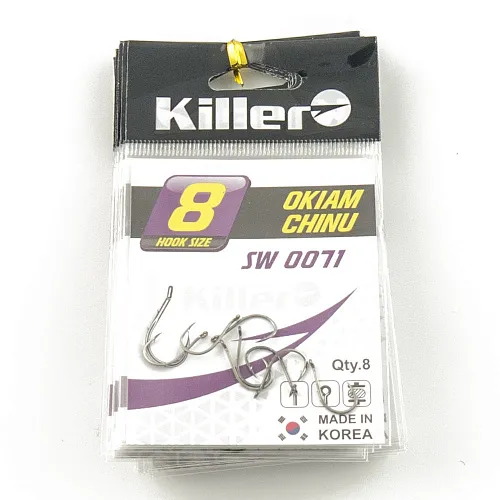 Killer
8
HOOK SIZE
OKIAM
CHINU
SW 0071
Killer
Qty.8
MADE IN
KOREA